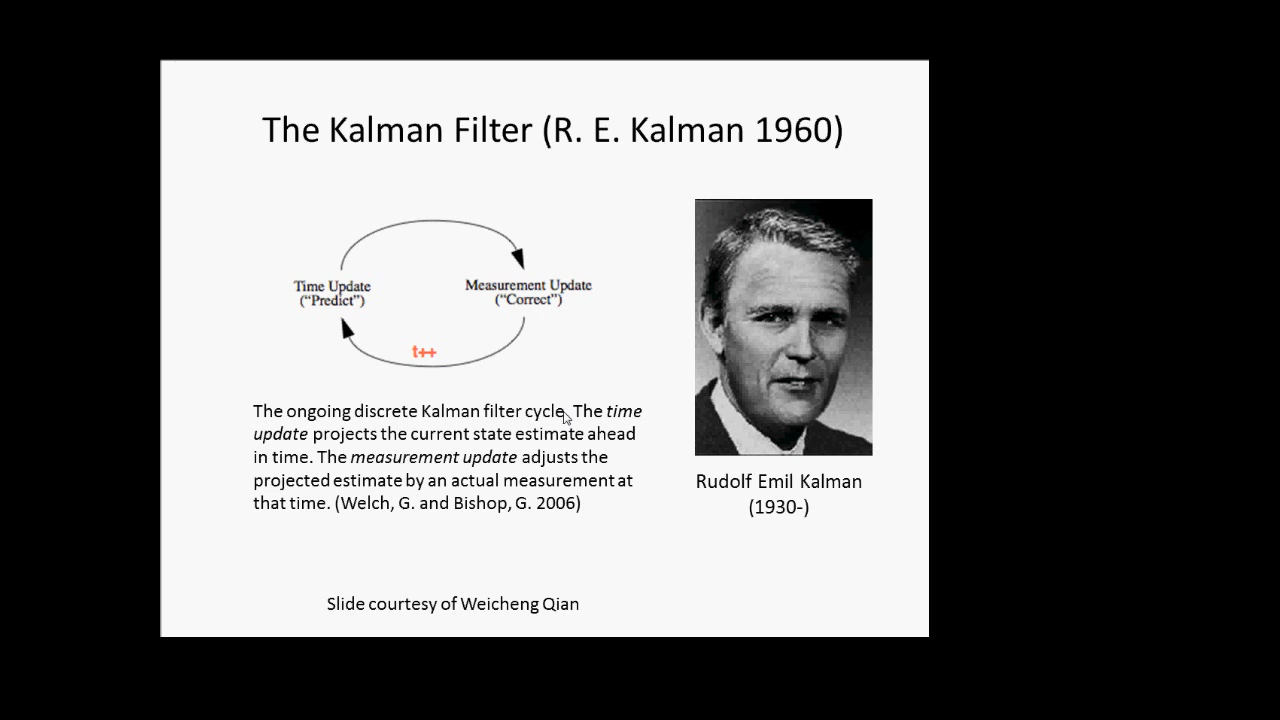 The Kalman Filter (R. E. Kalman 1960)
Time Update
("Predict")
Measurement Update
("Correct")
t++
The ongoing discrete Kalman filter cycle. The time
update projects the current state estimate ahead
in time. The measurement update adjusts the
projected estimate by an actual measurement at
that time. (Welch, G. and Bishop, G. 2006)
Rudolf Emil Kalman
(1930-)
Slide courtesy of Weicheng Qian